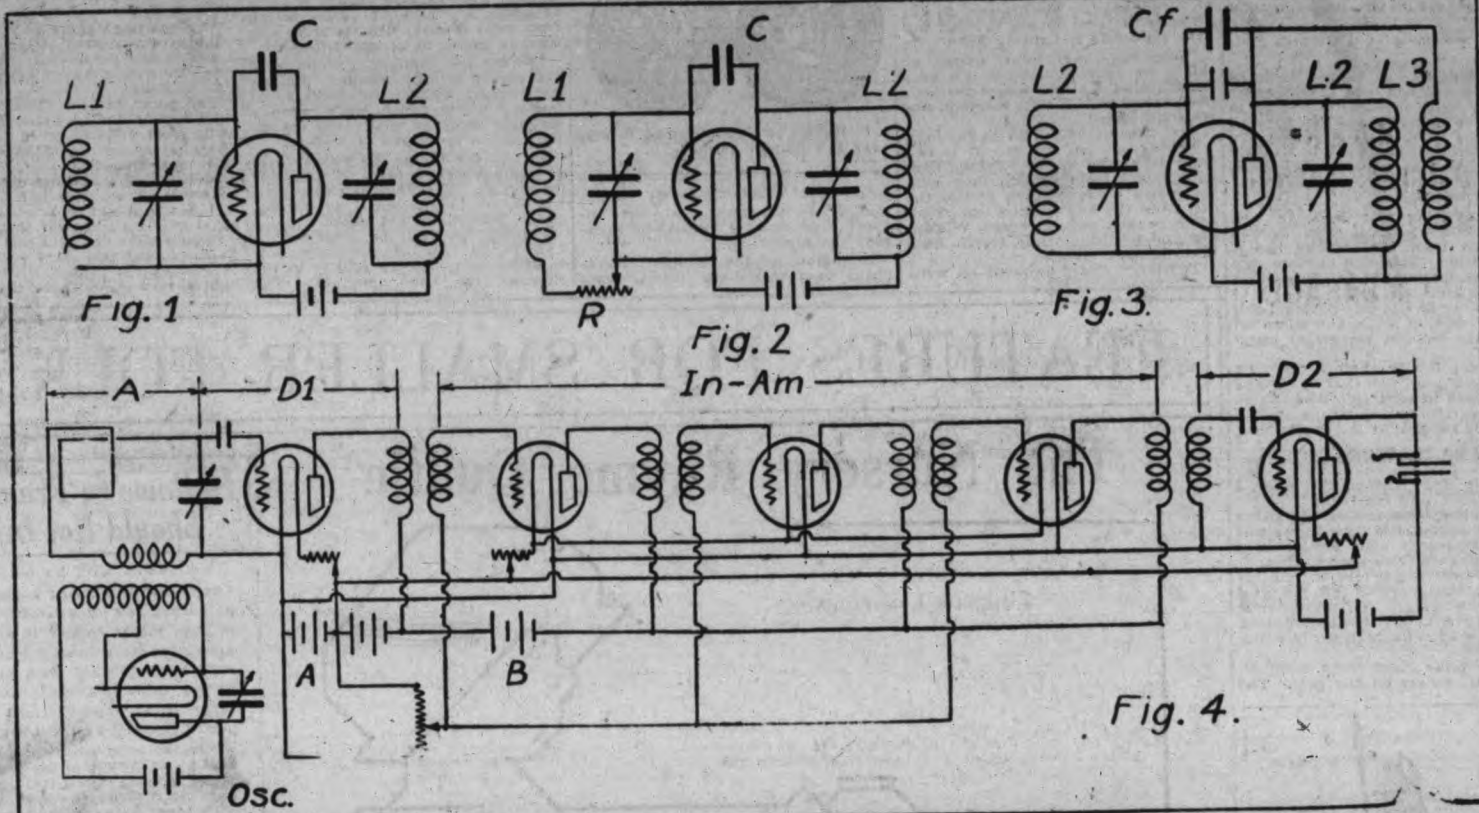 C
L1
L2
Fig. 1
C
L1
L2
R
Fig. 2
Cf
L2
L2 L3
Fig. 3.
A
D1
In-Am
D2
A
B
Osc.
Fig. 4.